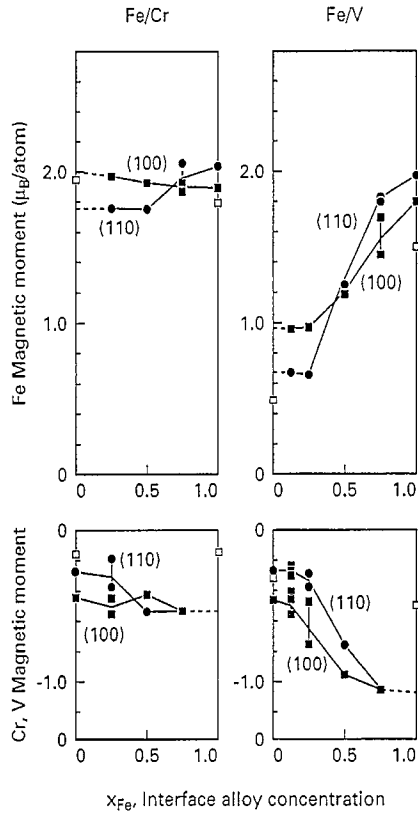 Fe/Cr
Fe/V
Fe Magnetic moment (μB/atom)
2.0
1.0
0
(100)
(110)
2.0
1.0
0
(110)
(100)
0 0.5 1.0
0 0.5 1.0
Cr, V Magnetic moment
0
-1.0
0
(110)
(100)
0
-1.0
0
(110)
(100)
0 0.5 1.0
0 0.5 1.0
xFe, Interface alloy concentration